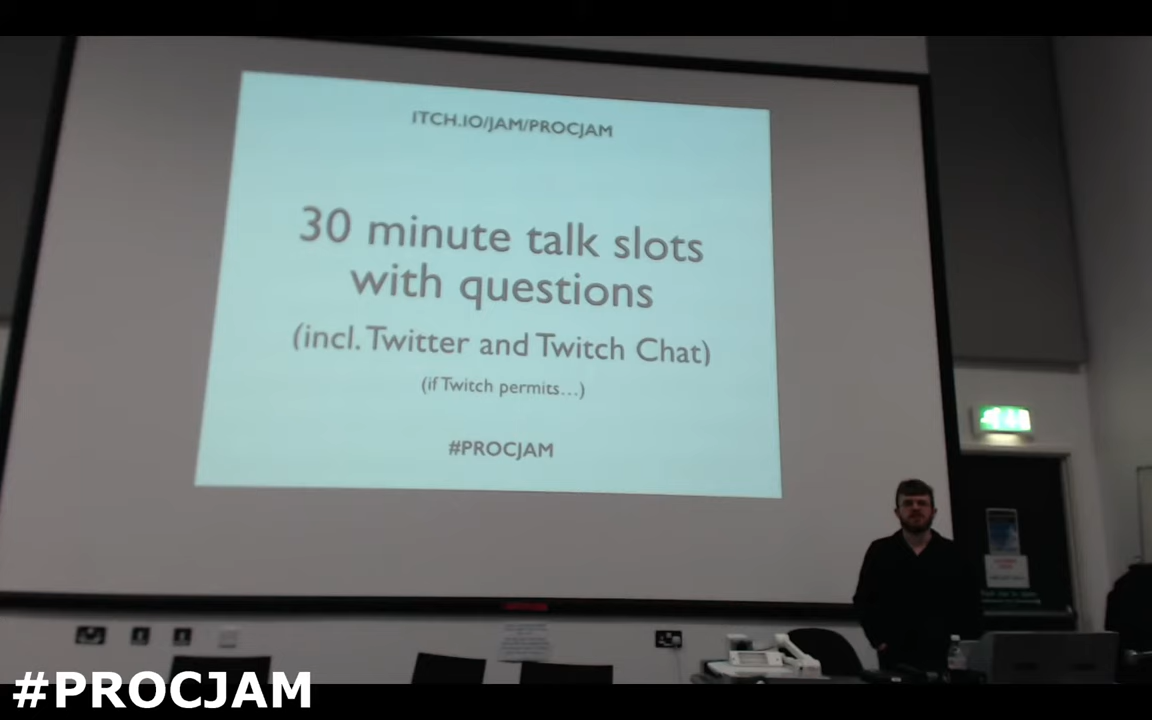 ITCH.IO/JAM/PROCJAM
30 minute talk slots
with questions
(incl. Twitter and Twitch Chat)
(if Twitch permits...)
#PROCJAM
#PROCJAM